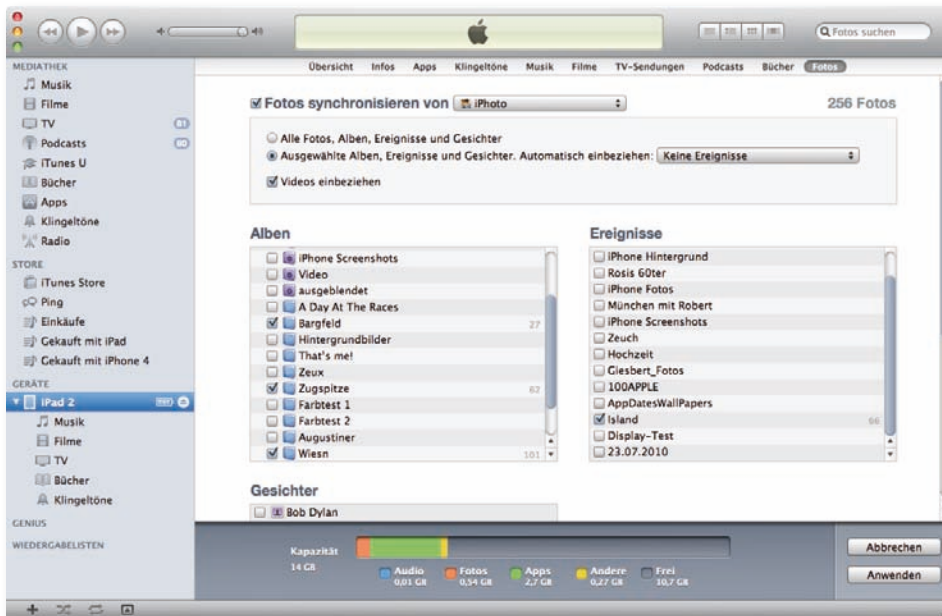 Fotos suchen
MEDIATHEK
Musik
Filme
TV
Podcasts
iTunes U
Bücher
Apps
Klingeltöne
Radio
STORE
iTunes Store
Ping
Einkäufe
Gekauft mit iPad
Gekauft mit iPhone 4
GERÄTE
iPad 2
Musik
Filme
TV
Bücher
Klingeltöne
GENIUS
WIEDERGABELISTEN
Übersicht Infos Apps Klingeltöne Musik Filme TV-Sendungen Podcasts Bücher Fotos
Fotos synchronisieren von iPhoto 256 Fotos
Alle Fotos, Alben, Ereignisse und Gesichter
Ausgewählte Alben, Ereignisse und Gesichter. Automatisch einbeziehen: Keine Ereignisse
Videos einbeziehen
Alben
iPhone Screenshots
Video
ausgeblendet
A Day At The Races
Bargfeld 27
Hintergrundbilder
That's me!
Zeux
Zugspitze 62
Farbtest 1
Farbtest 2
Augustiner
Wiesn 101
Ereignisse
iPhone Hintergrund
Rosis 60ter
iPhone Fotos
München mit Robert
iPhone Screenshots
Zeuch
Hochzeit
Giesbert_Fotos
100APPLE
AppDatesWallPapers
Island 66
Display-Test
23.07.2010
Gesichter
Bob Dylan
Kapazität
14 GB
Audio
0,01 GB
Fotos
0,54 GB
Apps
2,7 GB
Andere
0,27 GB
Frei
10,7 GB
Abbrechen
Anwenden